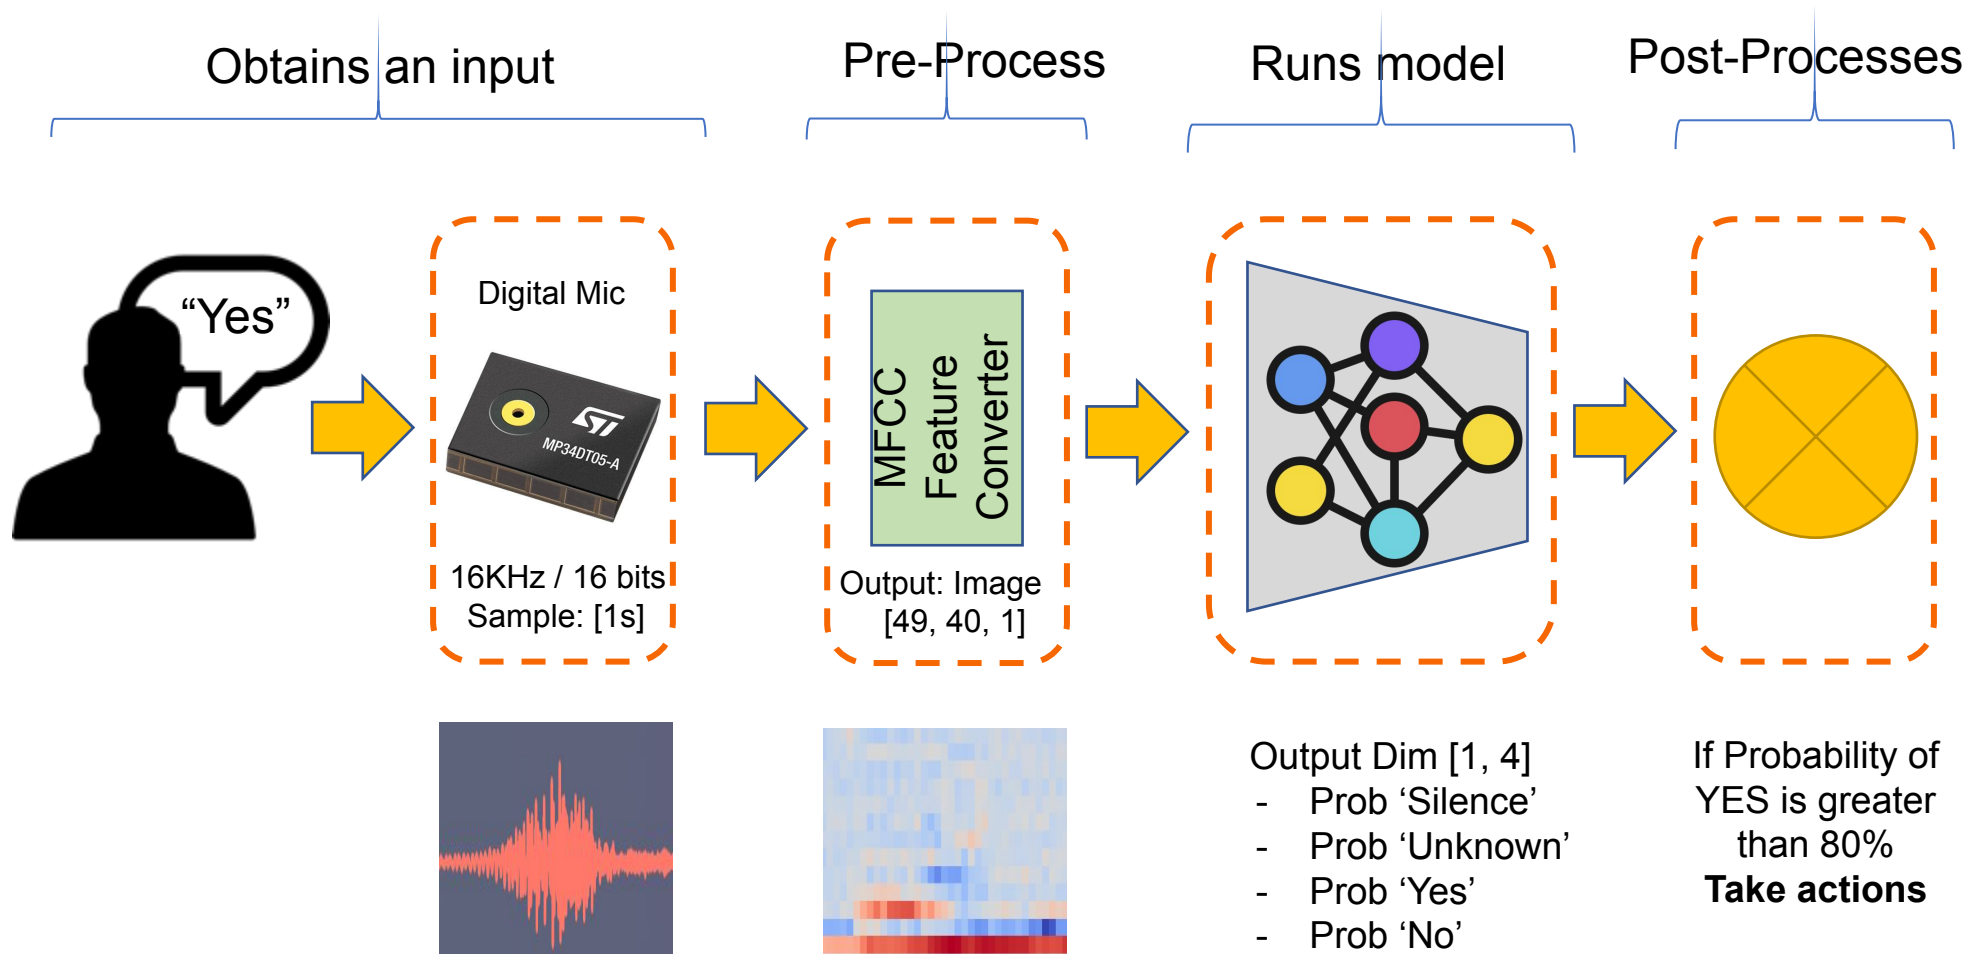 Obtains an input
Pre-Process
Runs model
Post-Processes
“Yes”
Digital Mic
ST
MP34DT05-A
16KHz / 16 bits
Sample: [1s]
MFCC
Feature
Converter
Output: Image
[49, 40, 1]
Output Dim [1, 4]
- Prob ‘Silence’
- Prob ‘Unknown’
- Prob ‘Yes’
- Prob ‘No’
If Probability of
YES is greater
than 80%
Take actions